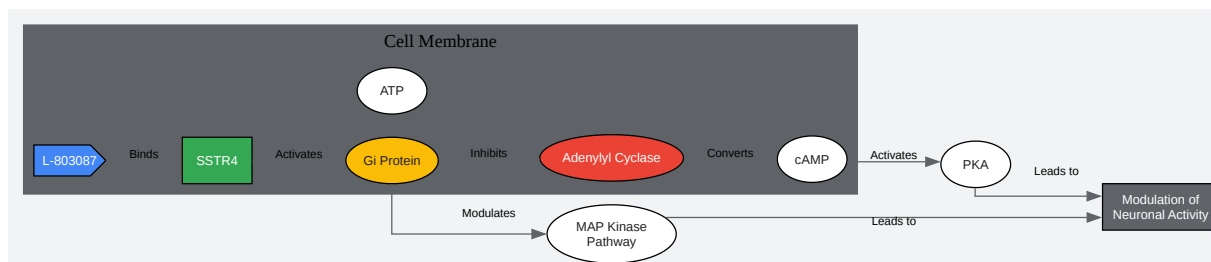 Cell Membrane
ATP
L-803087
Binds
SSTR4
Activates
Gi Protein
Inhibits
Adenylyl Cyclase
Converts
cAMP
Activates
PKA
Leads to
Modulation of
Neuronal Activity
Modulates
MAP Kinase
Pathway
Leads to